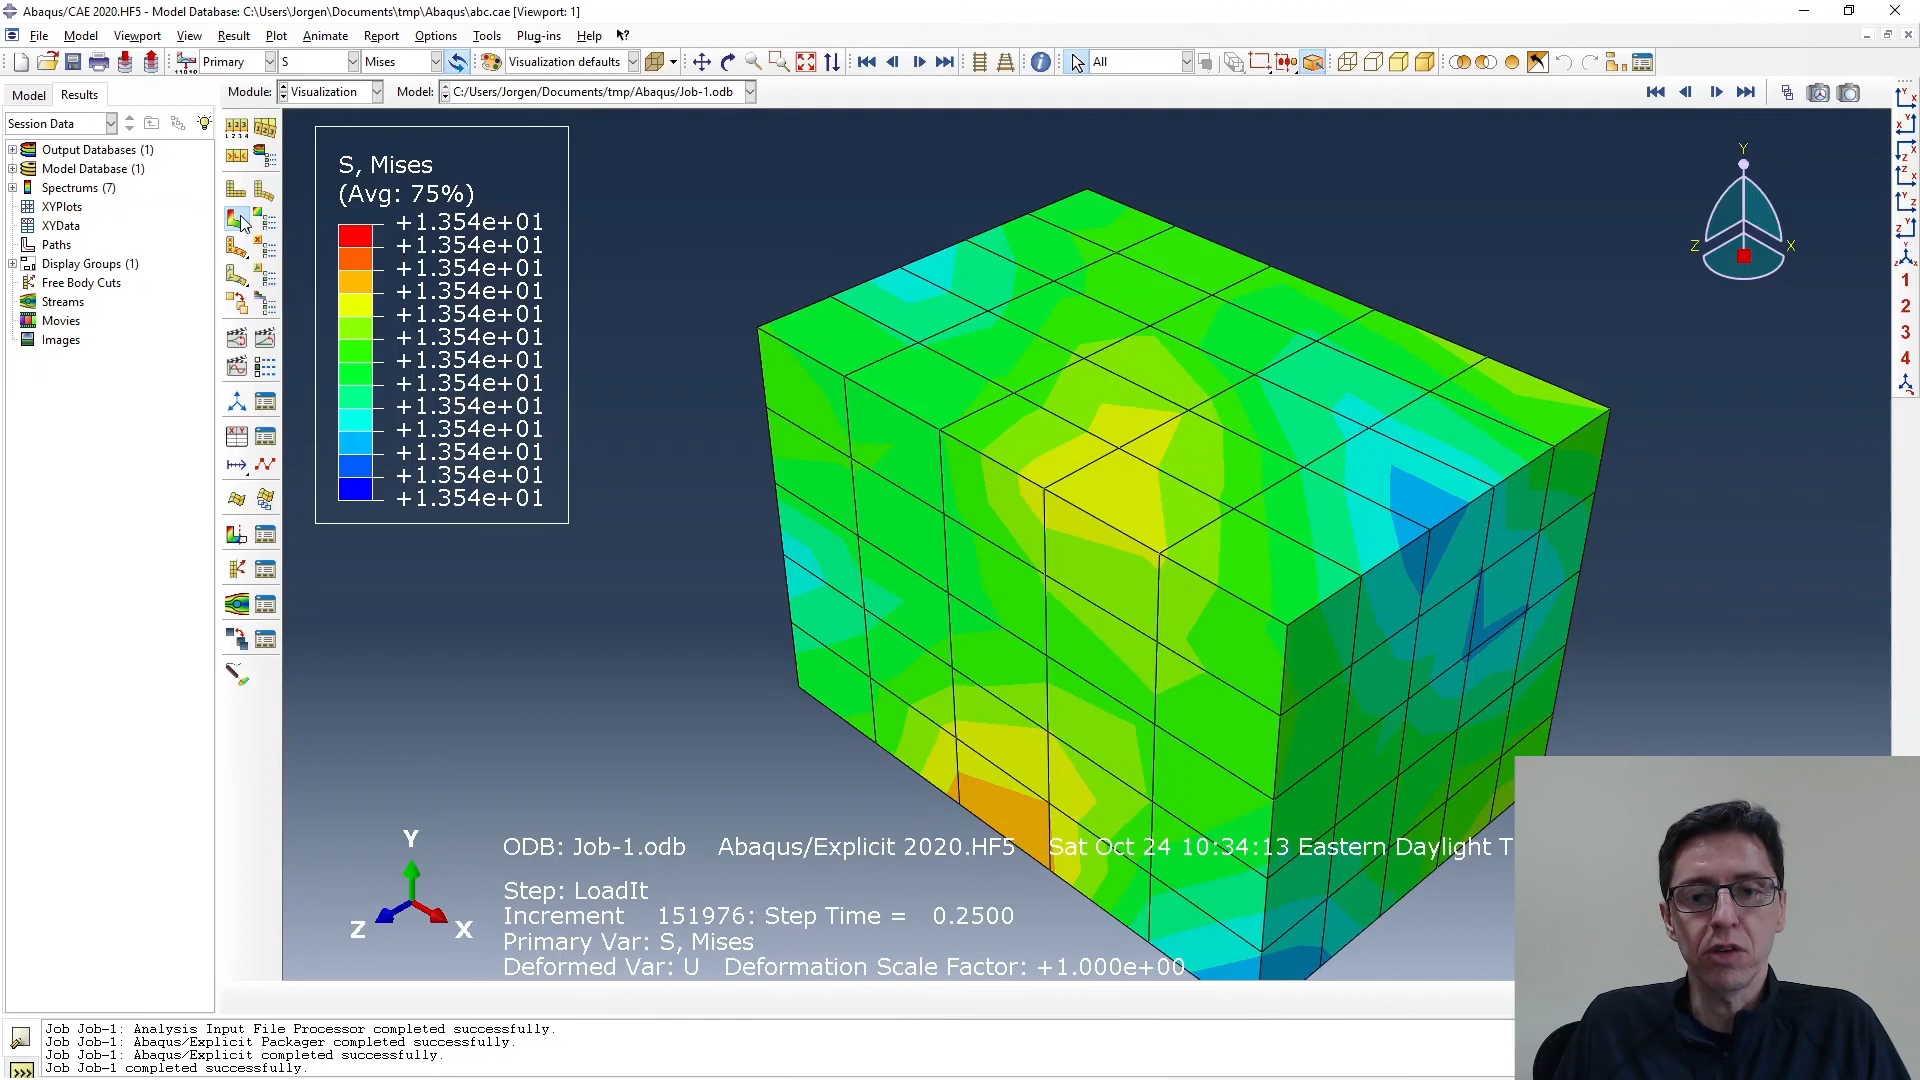 Abaqus/CAE 2020.HF5 - Model Database: C:\Users\Jorgen\Documents\tmp\Abaqus\abc.cae [Viewport: 1]
File Model Viewport View Result Plot Animate Report Options Tools Plug-ins Help
Primary S Mises Visualization defaults All
Module: Visualization Model: C:/Users/Jorgen/Documents/tmp/Abaqus/Job-1.odb
Model Results
Session Data
Output Databases (1)
Model Database (1)
Spectrums (7)
XYPlots
XYData
Paths
Display Groups (1)
Free Body Cuts
Streams
Movies
Images
S, Mises
(Avg: 75%)
+1.354e+01
+1.354e+01
+1.354e+01
+1.354e+01
+1.354e+01
+1.354e+01
+1.354e+01
+1.354e+01
+1.354e+01
+1.354e+01
+1.354e+01
+1.354e+01
+1.354e+01
Y
Z X
1
2
3
4
Y
Z X
ODB: Job-1.odb Abaqus/Explicit 2020.HF5 Sat Oct 24 10:34:13 Eastern Daylight T
Step: LoadIt
Increment 151976: Step Time = 0.2500
Primary Var: S, Mises
Deformed Var: U Deformation Scale Factor: +1.000e+00
Job Job-1: Analysis Input File Processor completed successfully.
Job Job-1: Abaqus/Explicit Packager completed successfully.
Job Job-1: Abaqus/Explicit completed successfully.
Job Job-1 completed successfully.